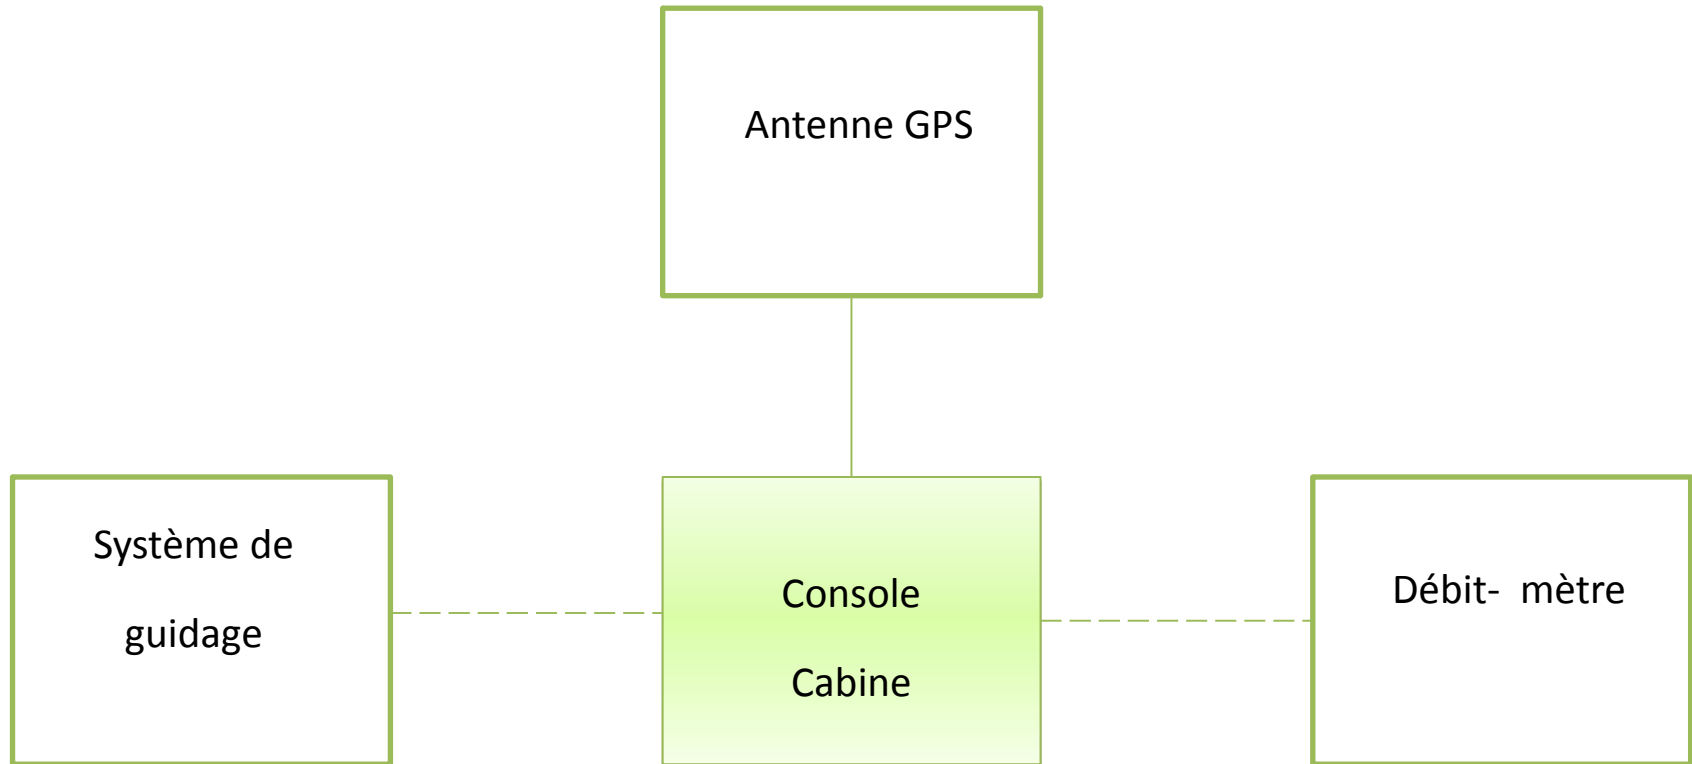 Antenne GPS
Système de
guidage
Console
Cabine
Débit-  mètre